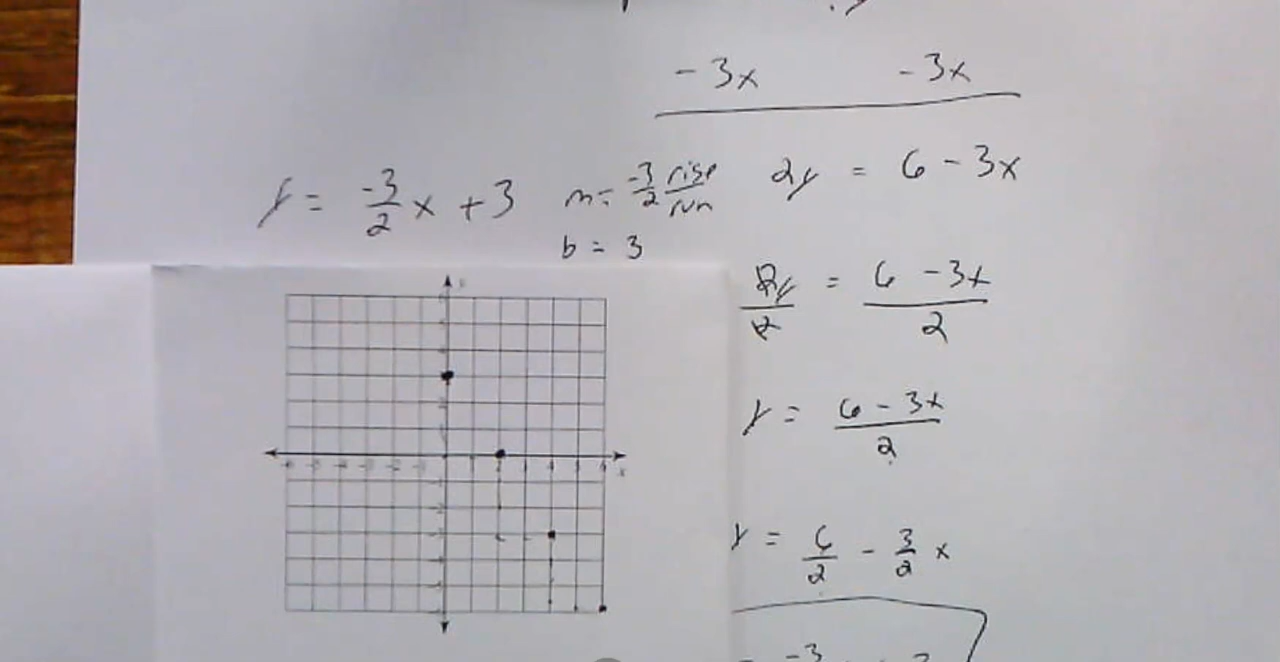 -3x -3x
2y = 6 - 3x
y = -3/2 x + 3 m = -3/2 rise/run
b = 3
2y/2 = 6 - 3x/2
y = 6 - 3x/2
y = 6/2 - 3/2 x
-3